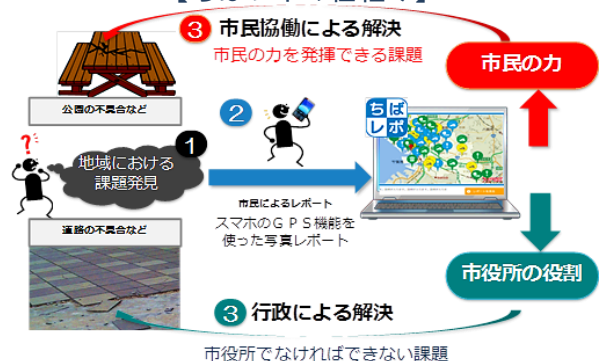 3 市民協働による解決
市民の力を発揮できる課題
市民の力
公園の不具合など
1
地域における
課題発見
2
ちば
レポ
市民によるレポート
スマホのGPS機能を
使った写真レポート
道路の不具合など
市役所の役割
3 行政による解決
市役所でなければできない課題